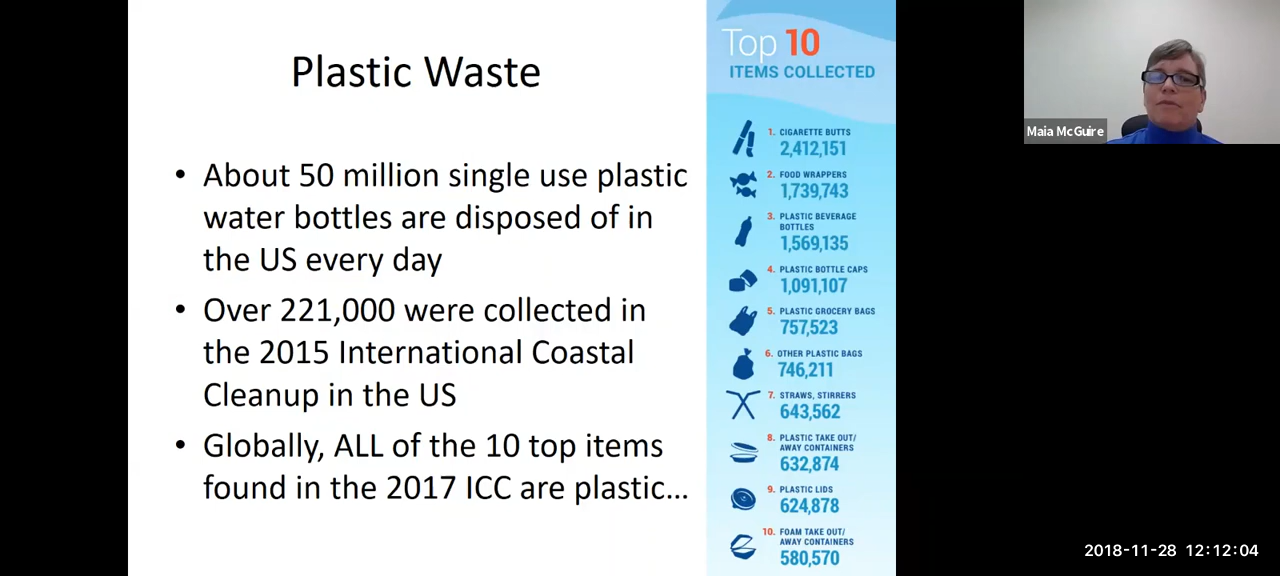 Plastic Waste
• About 50 million single use plastic
water bottles are disposed of in
the US every day
• Over 221,000 were collected in
the 2015 International Coastal
Cleanup in the US
• Globally, ALL of the 10 top items
found in the 2017 ICC are plastic...
Top 10
ITEMS COLLECTED
1. CIGARETTE BUTTS
2,412,151
2. FOOD WRAPPERS
1,739,743
3. PLASTIC BEVERAGE
BOTTLES
1,569,135
4. PLASTIC BOTTLE CAPS
1,091,107
5. PLASTIC GROCERY BAGS
757,523
6. OTHER PLASTIC BAGS
746,211
7. STRAWS, STIRRERS
643,562
8. PLASTIC TAKE OUT/
AWAY CONTAINERS
632,874
9. PLASTIC LIDS
624,878
10. FOAM TAKE OUT/
AWAY CONTAINERS
580,570
Maia McGuire
2018-11-28 12:12:04